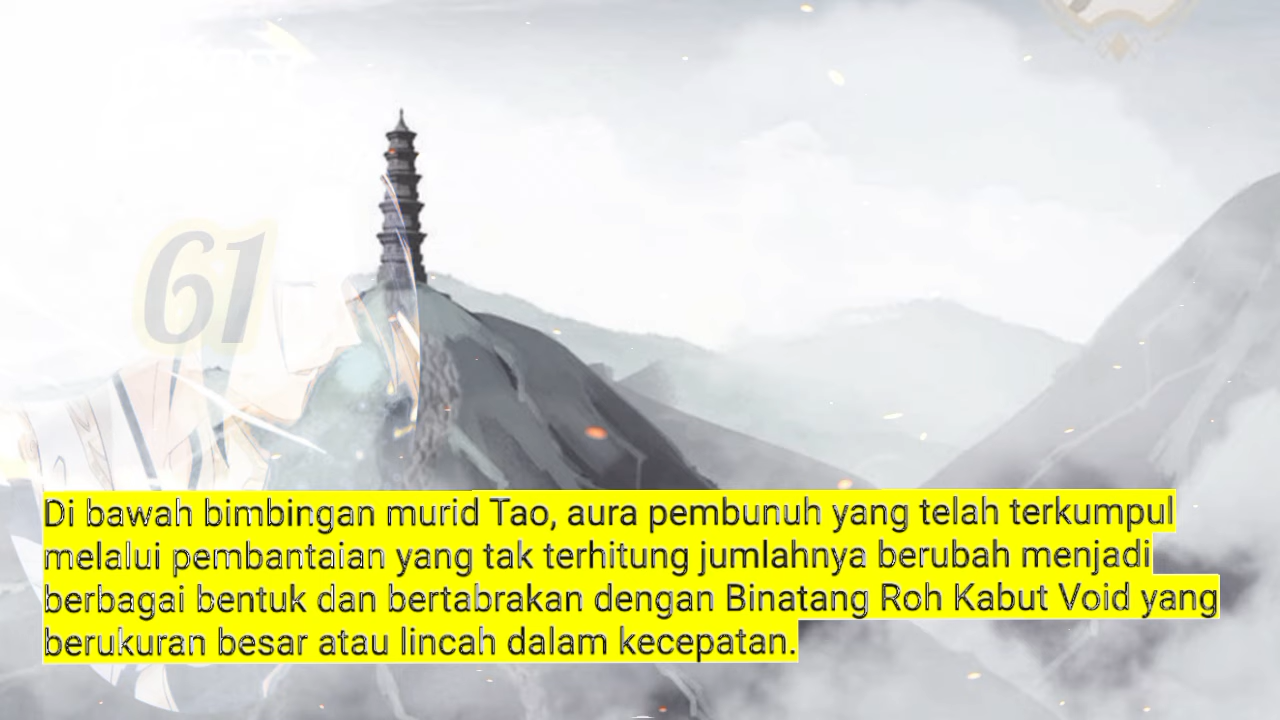 61
Di bawah bimbingan murid Tao, aura pembunuh yang telah terkumpul
melalui pembantaian yang tak terhitung jumlahnya berubah menjadi
berbagai bentuk dan bertabrakan dengan Binatang Roh Kabut Void yang
berukuran besar atau lincah dalam kecepatan.